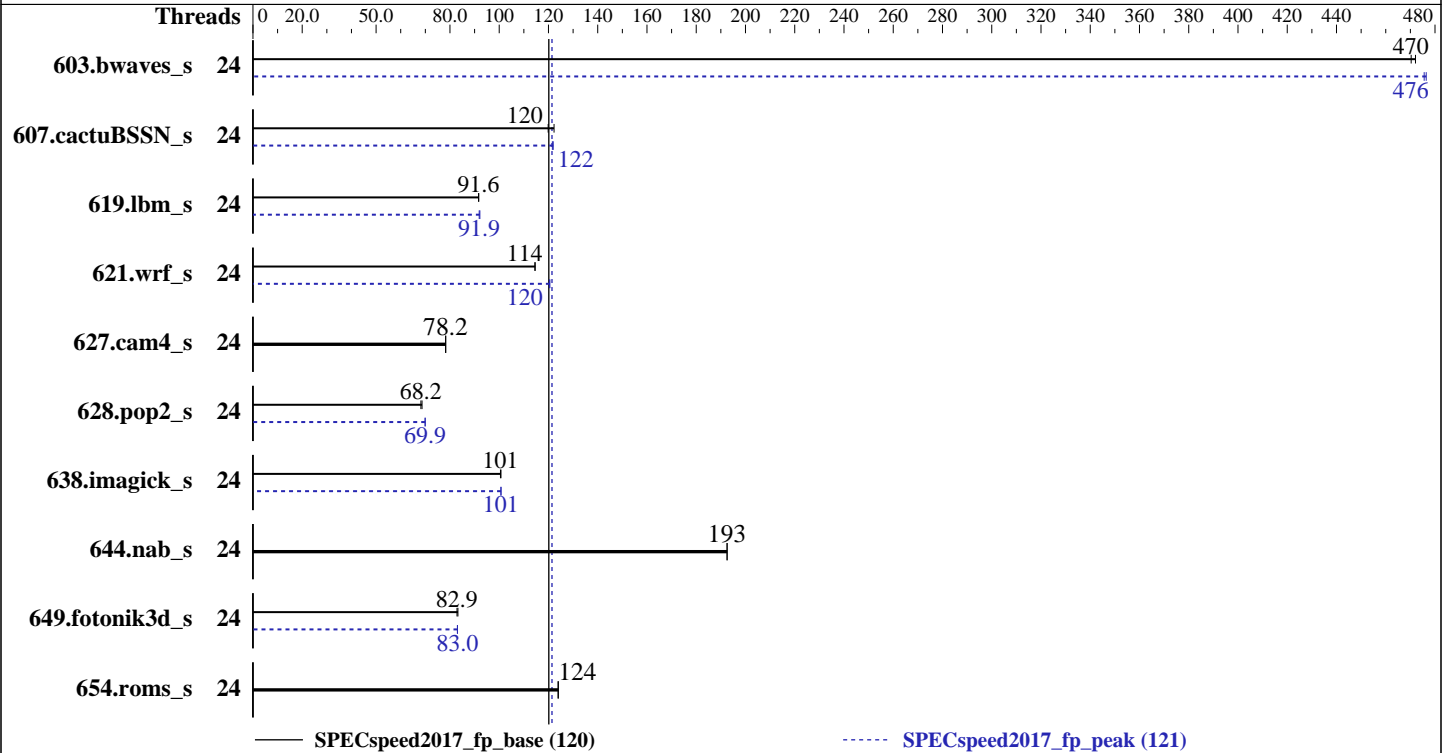 Threads 0 20.0 50.0 80.0 100 120 140 160 180 200 220 240 260 280 300 320 340 360 380 400 420 440 480
470
603.bwaves_s 24
476
120
607.cactuBSSN_s 24
122
91.6
619.lbm_s 24
91.9
114
621.wrf_s 24
120
78.2
627.cam4_s 24
68.2
628.pop2_s 24
69.9
101
638.imagick_s 24
101
193
644.nab_s 24
82.9
649.fotonik3d_s 24
83.0
124
654.roms_s 24
SPECspeed2017_fp_base (120) SPECspeed2017_fp_peak (121)